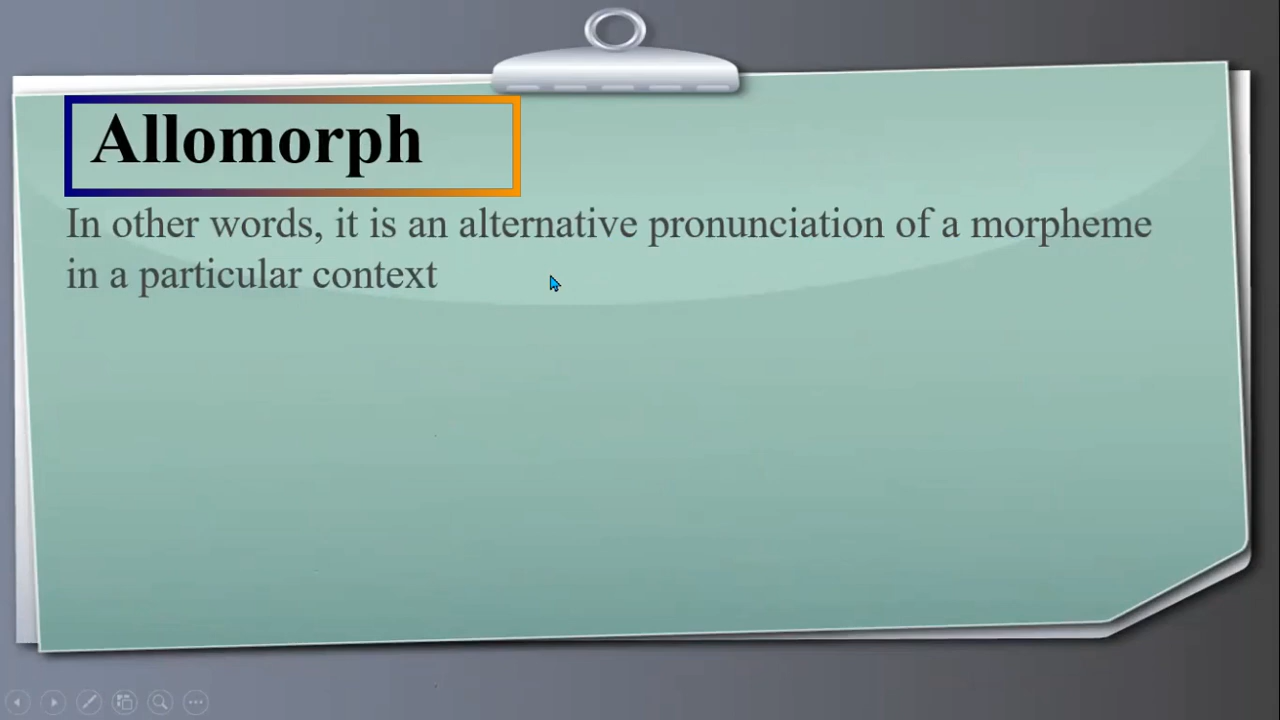 Allomorph
In other words, it is an alternative pronunciation of a morpheme
in a particular context